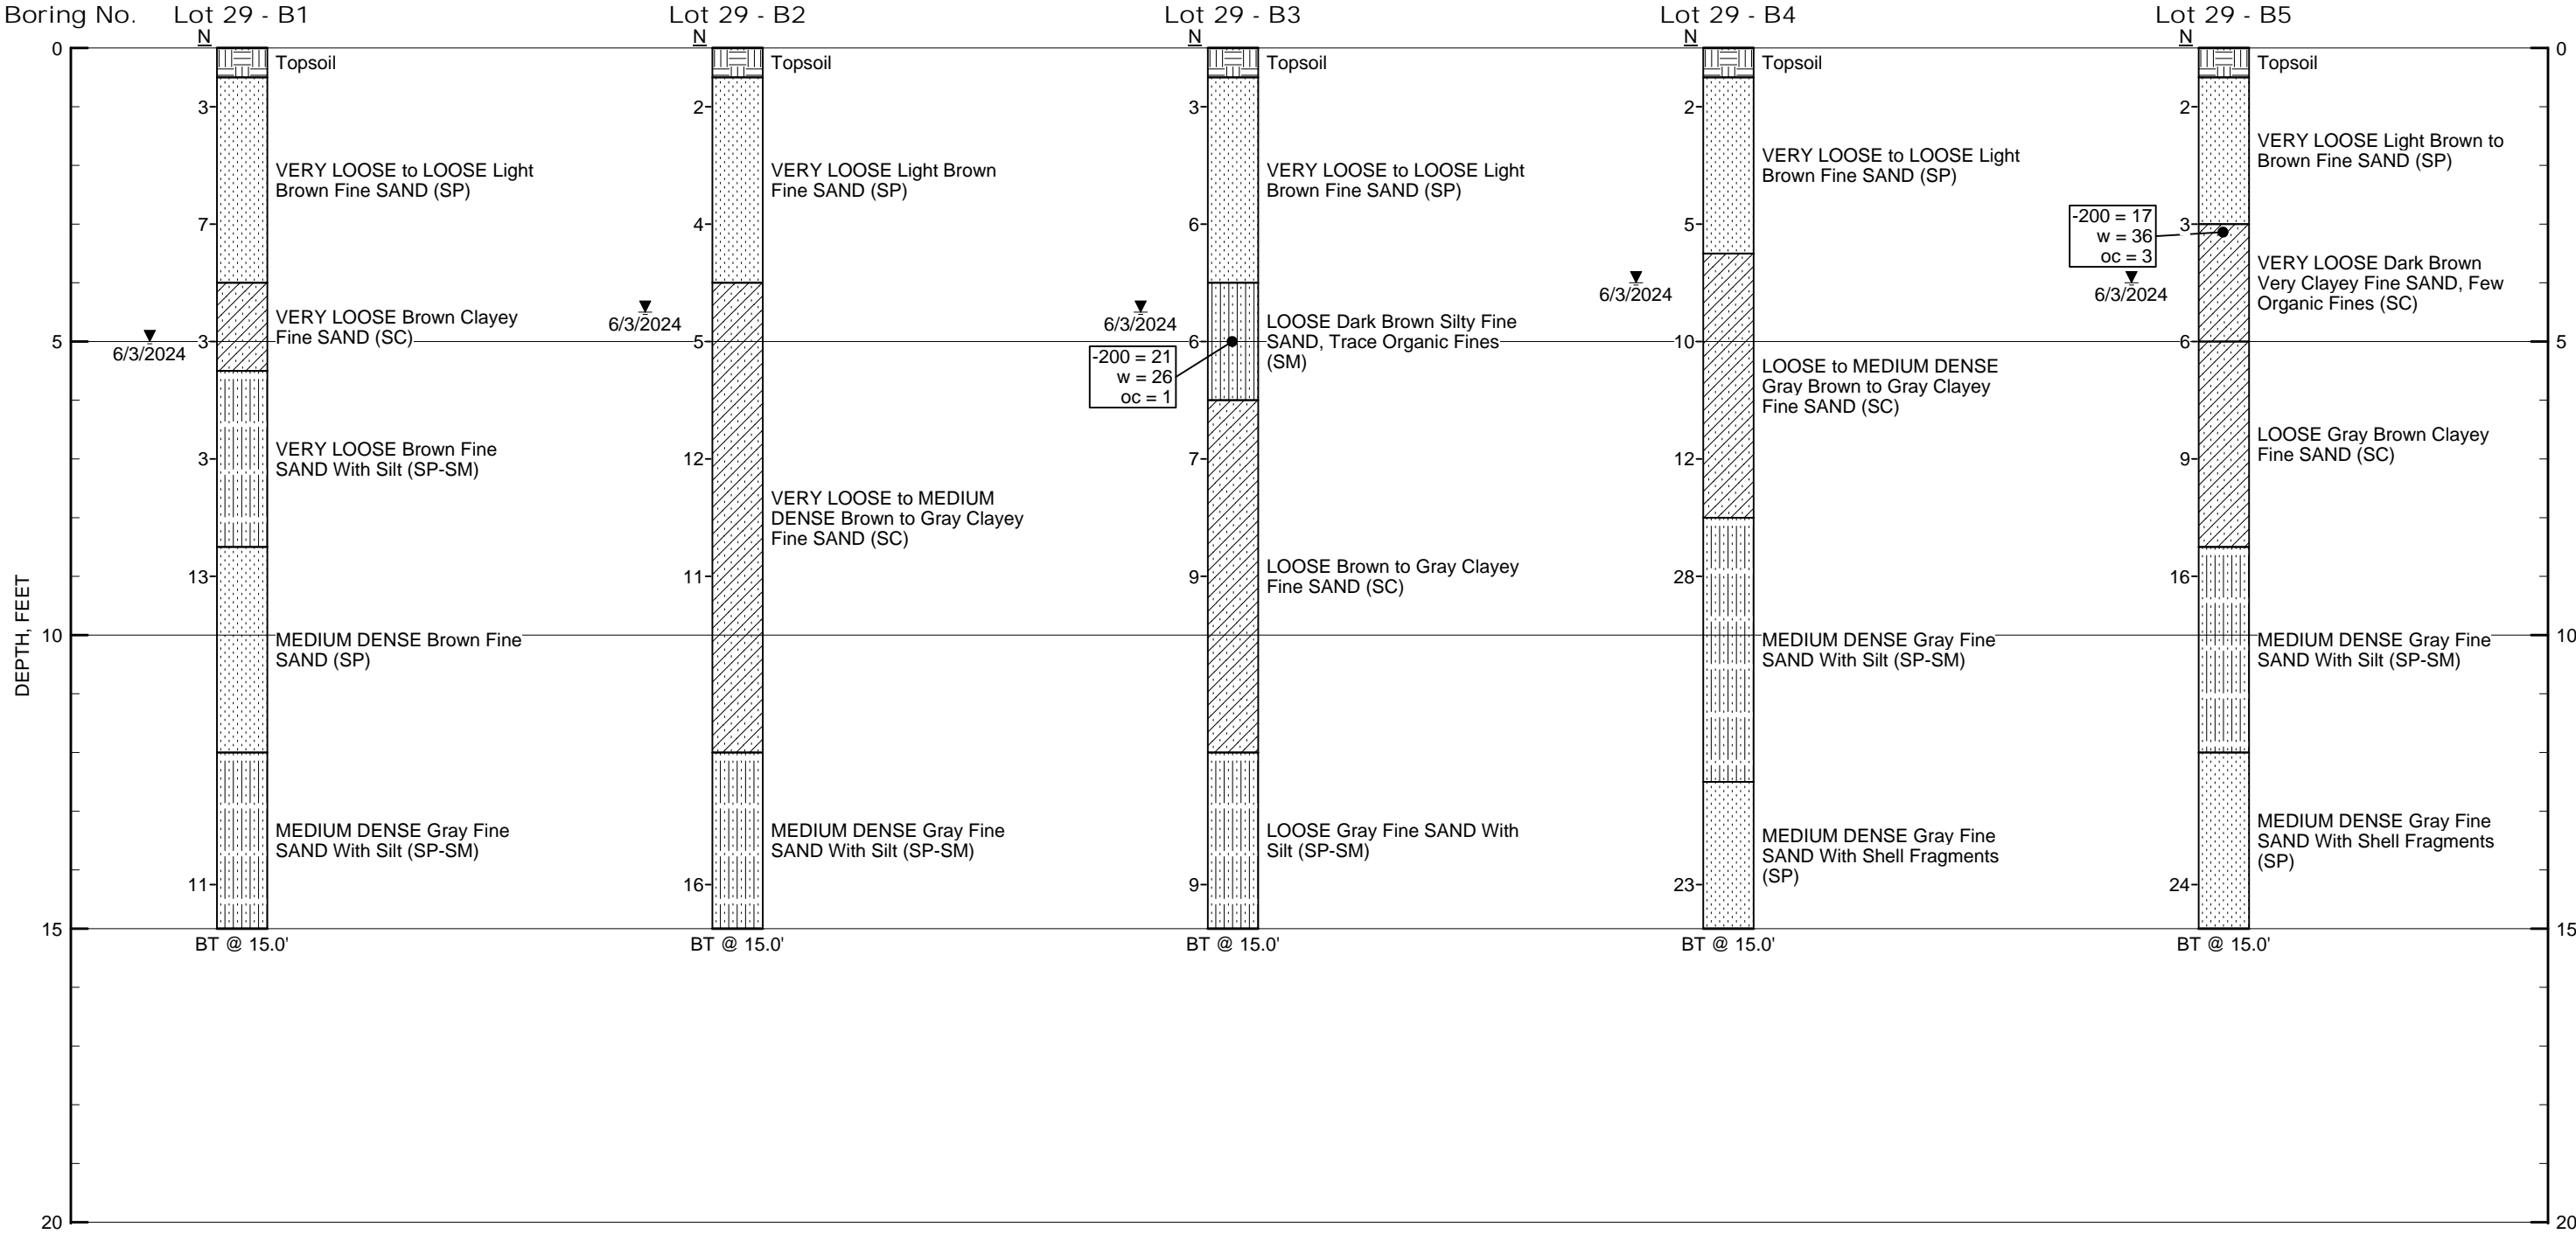 Boring No.
Lot 29 - B1
Lot 29 - B2
Lot 29 - B3
Lot 29 - B4
Lot 29 - B5
DEPTH, FEET
0
5
10
15
20
N
Topsoil
3
VERY LOOSE to LOOSE Light
Brown Fine SAND (SP)
7
VERY LOOSE Brown Clayey
Fine SAND (SC)
6/3/2024
3
VERY LOOSE Brown Fine
SAND With Silt (SP-SM)
3
13
MEDIUM DENSE Brown Fine
SAND (SP)
MEDIUM DENSE Gray Fine
SAND With Silt (SP-SM)
11
BT @ 15.0'
N
Topsoil
2
VERY LOOSE Light Brown
Fine SAND (SP)
4
6/3/2024
5
12
VERY LOOSE to MEDIUM
DENSE Brown to Gray Clayey
Fine SAND (SC)
11
MEDIUM DENSE Gray Fine
SAND With Silt (SP-SM)
16
BT @ 15.0'
N
Topsoil
3
VERY LOOSE to LOOSE Light
Brown Fine SAND (SP)
6
6/3/2024
LOOSE Dark Brown Silty Fine
SAND, Trace Organic Fines
(SM)
6
-200 = 21
w = 26
oc = 1
7
LOOSE Brown to Gray Clayey
Fine SAND (SC)
9
LOOSE Gray Fine SAND With
Silt (SP-SM)
9
BT @ 15.0'
N
Topsoil
2
VERY LOOSE to LOOSE Light
Brown Fine SAND (SP)
5
6/3/2024
10
LOOSE to MEDIUM DENSE
Gray Brown to Gray Clayey
Fine SAND (SC)
12
28
MEDIUM DENSE Gray Fine
SAND With Silt (SP-SM)
MEDIUM DENSE Gray Fine
SAND With Shell Fragments
(SP)
23
BT @ 15.0'
N
Topsoil
2
VERY LOOSE Light Brown to
Brown Fine SAND (SP)
-200 = 17
w = 36
oc = 3
3
VERY LOOSE Dark Brown
Very Clayey Fine SAND, Few
Organic Fines (SC)
6/3/2024
6
LOOSE Gray Brown Clayey
Fine SAND (SC)
9
16
MEDIUM DENSE Gray Fine
SAND With Silt (SP-SM)
MEDIUM DENSE Gray Fine
SAND With Shell Fragments
(SP)
24
BT @ 15.0'
0
5
10
15
20